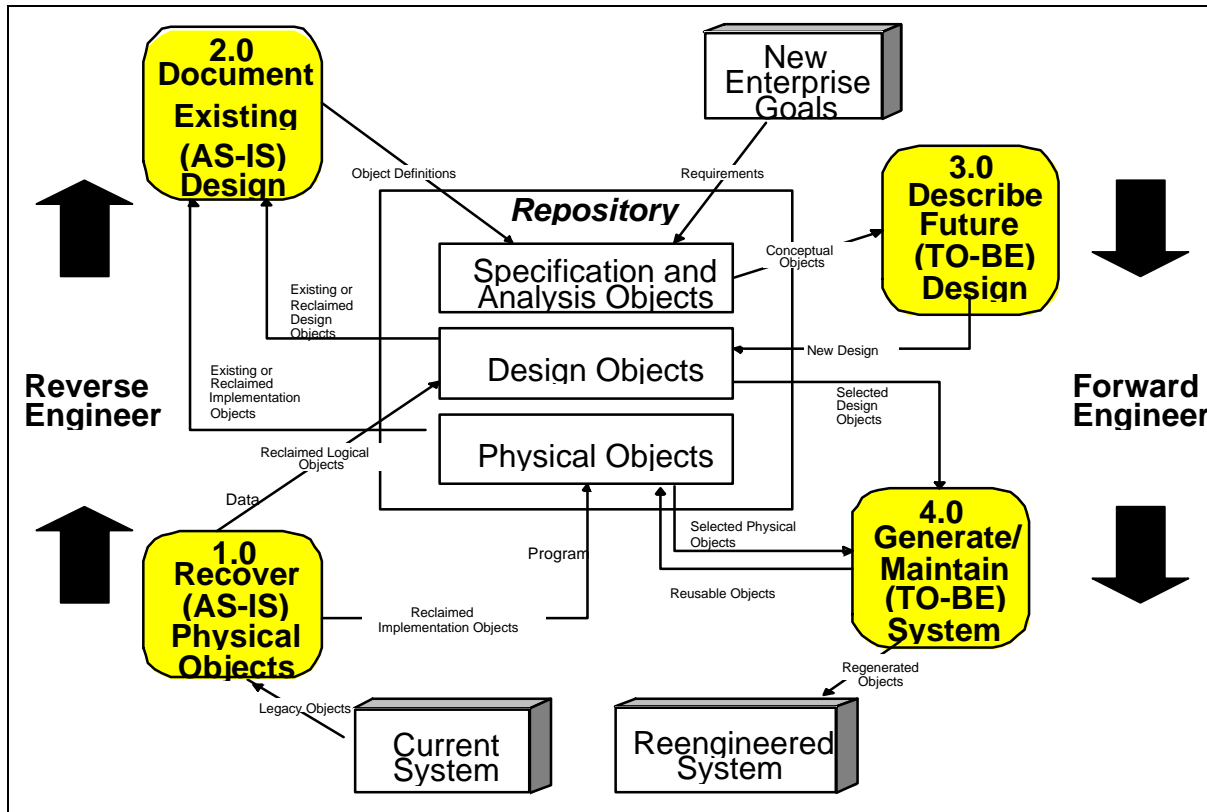 2.0
Document
Existing
(AS-IS)
Design
New
Enterprise
Goals
3.0
Describe
Future
(TO-BE)
Design
Object Definitions
Requirements
Repository
Specification and
Analysis Objects
Conceptual
Objects
Existing or
Reclaimed
Design
Objects
Design Objects
New Design
Reverse
Engineer
Existing or
Reclaimed
Implementation
Objects
Selected
Design
Objects
Forward
Engineer
Reclaimed Logical
Objects
Physical Objects
Data
1.0
Recover
(AS-IS)
Physical
Objects
Program
Selected Physical
Objects
4.0
Generate/
Maintain
(TO-BE)
System
Reusable Objects
Reclaimed
Implementation Objects
Regenerated
Objects
Legacy Objects
Current
System
Reengineered
System